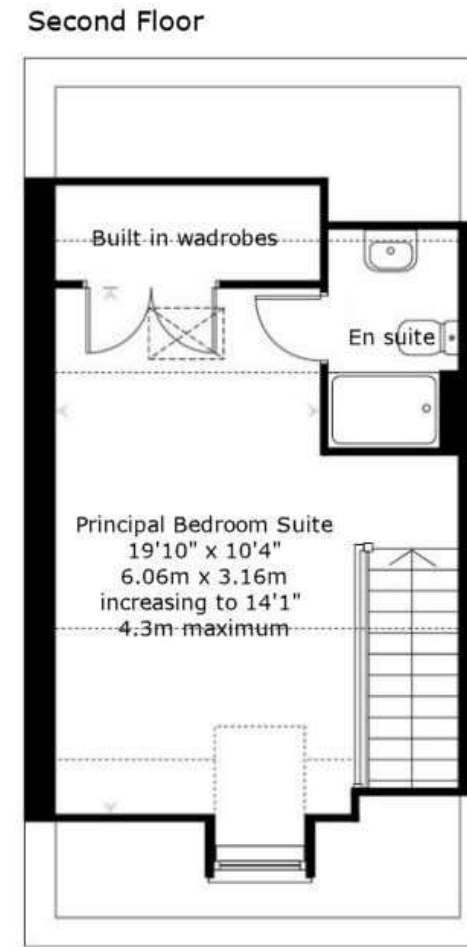 Second Floor
Built in wadrobes
En suite
Principal Bedroom Suite
19'10" x 10'4"
6.06m x 3.16m
increasing to 14'1"
4.3m maximum